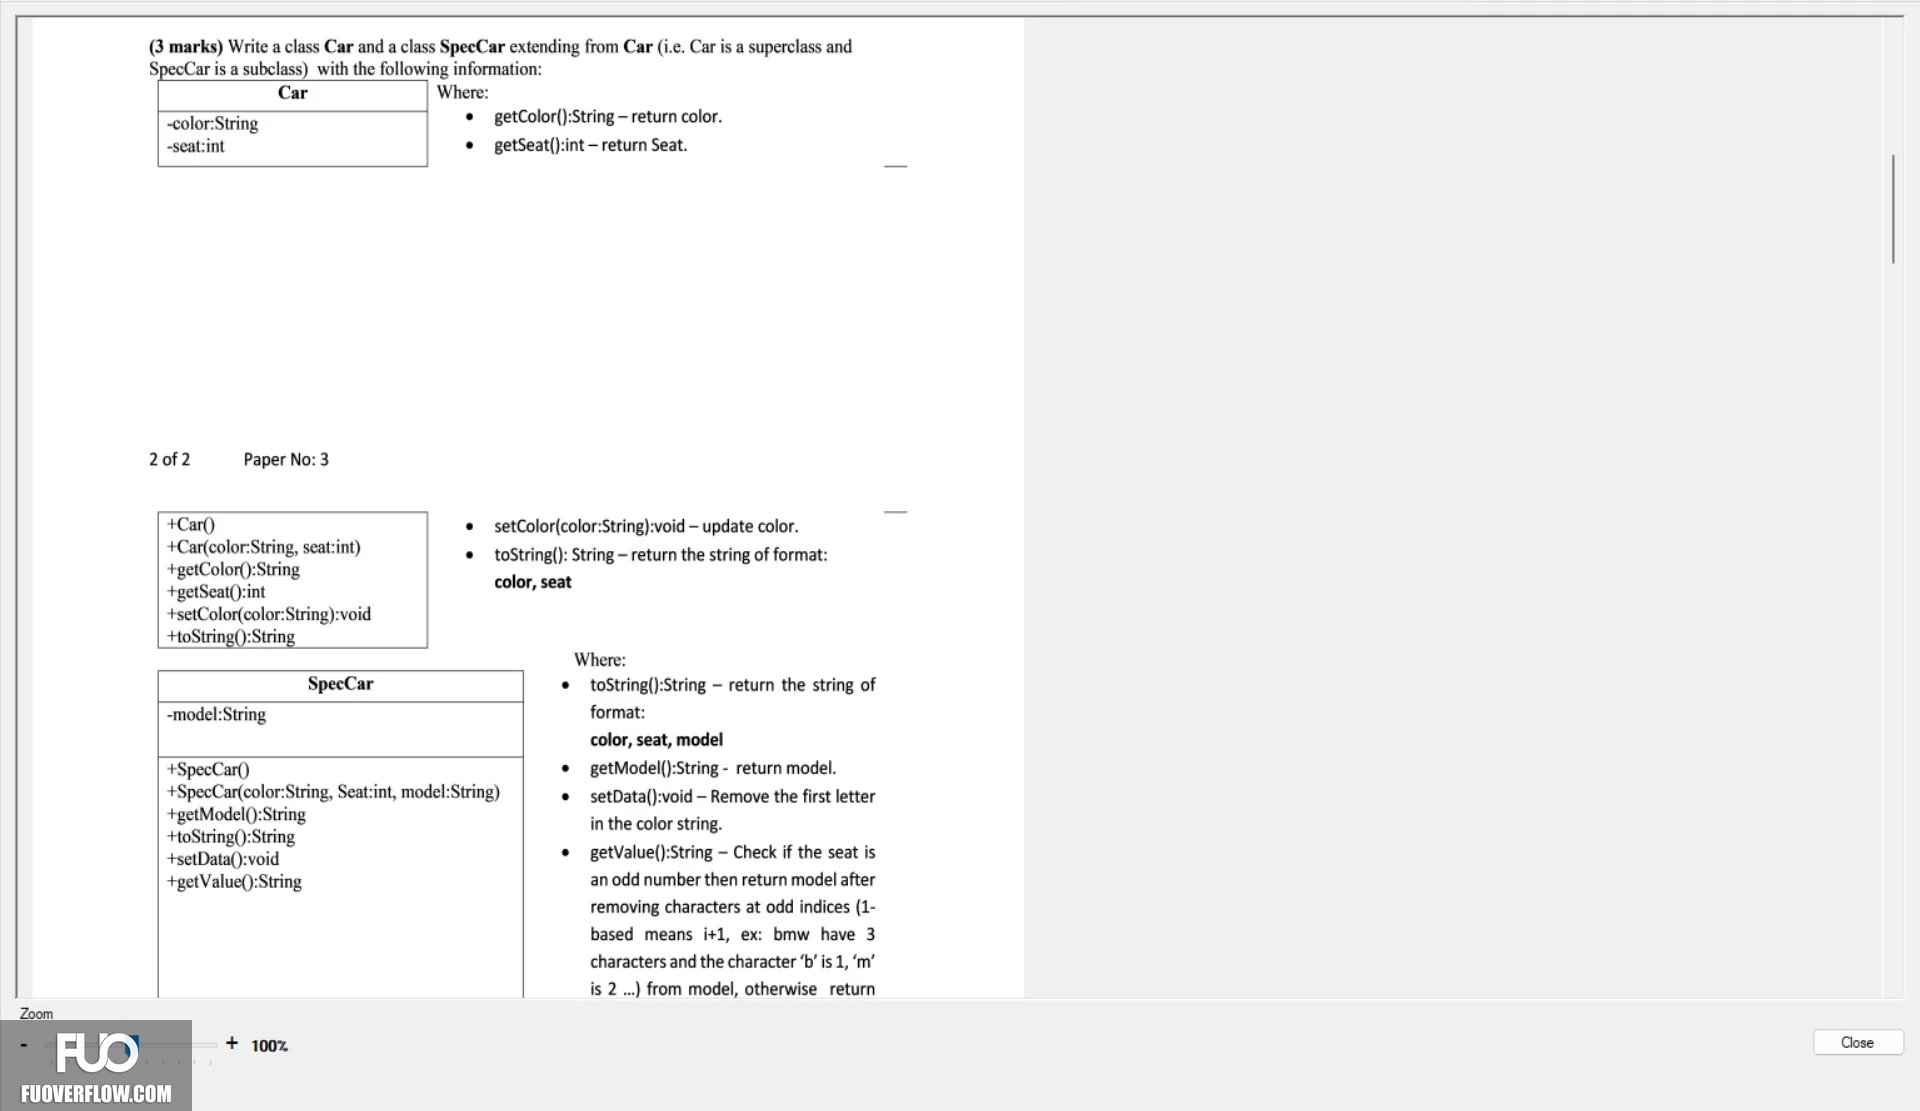 (3 marks) Write a class Car and a class SpecCar extending from Car (i.e. Car is a superclass and
SpecCar is a subclass)  with the following information:
Car
-color:String
-seat:int
Where:
• getColor():String – return color.
• getSeat():int – return Seat.
2 of 2 Paper No: 3
+Car()
+Car(color:String, seat:int)
+getColor():String
+getSeat():int
+setColor(color:String):void
+toString():String
• setColor(color:String):void – update color.
• toString(): String – return the string of format:
color, seat
SpecCar
-model:String
+SpecCar()
+SpecCar(color:String, Seat:int, model:String)
+getModel():String
+toString():String
+setData():void
+getValue():String
Where:
• toString():String – return the string of
format:
color, seat, model
• getModel():String - return model.
• setData():void – Remove the first letter
in the color string.
• getValue():String – Check if the seat is
an odd number then return model after
removing characters at odd indices (1-
based means i+1, ex: bmw have 3
characters and the character ‘b’ is 1, ‘m’
is 2 ...) from model, otherwise return
Zoom
- + 100%
Close
FUO
FUOVERFLOW.COM